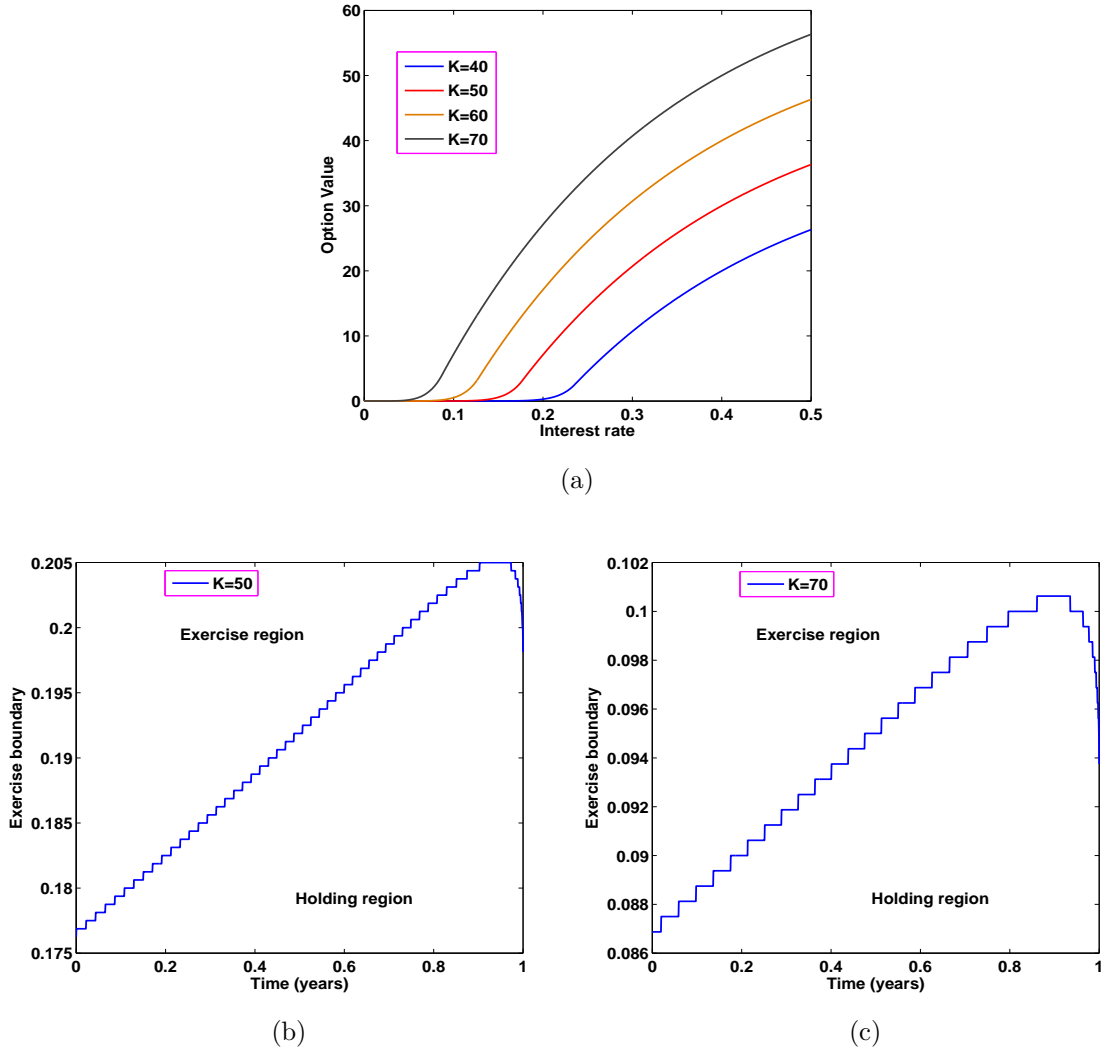 60
50
40
30
20
10
0
Option Value
K=40
K=50
K=60
K=70
0 0.1 0.2 0.3 0.4 0.5
Interest rate
(a)
0.205
0.2
0.195
0.19
0.185
0.18
0.175
Exercise boundary
K=50
Exercise region
Holding region
0 0.2 0.4 0.6 0.8 1
Time (years)
(b)
0.102
0.1
0.098
0.096
0.094
0.092
0.09
0.088
0.086
Exercise boundary
K=70
Exercise region
Holding region
0 0.2 0.4 0.6 0.8 1
Time (years)
(c)